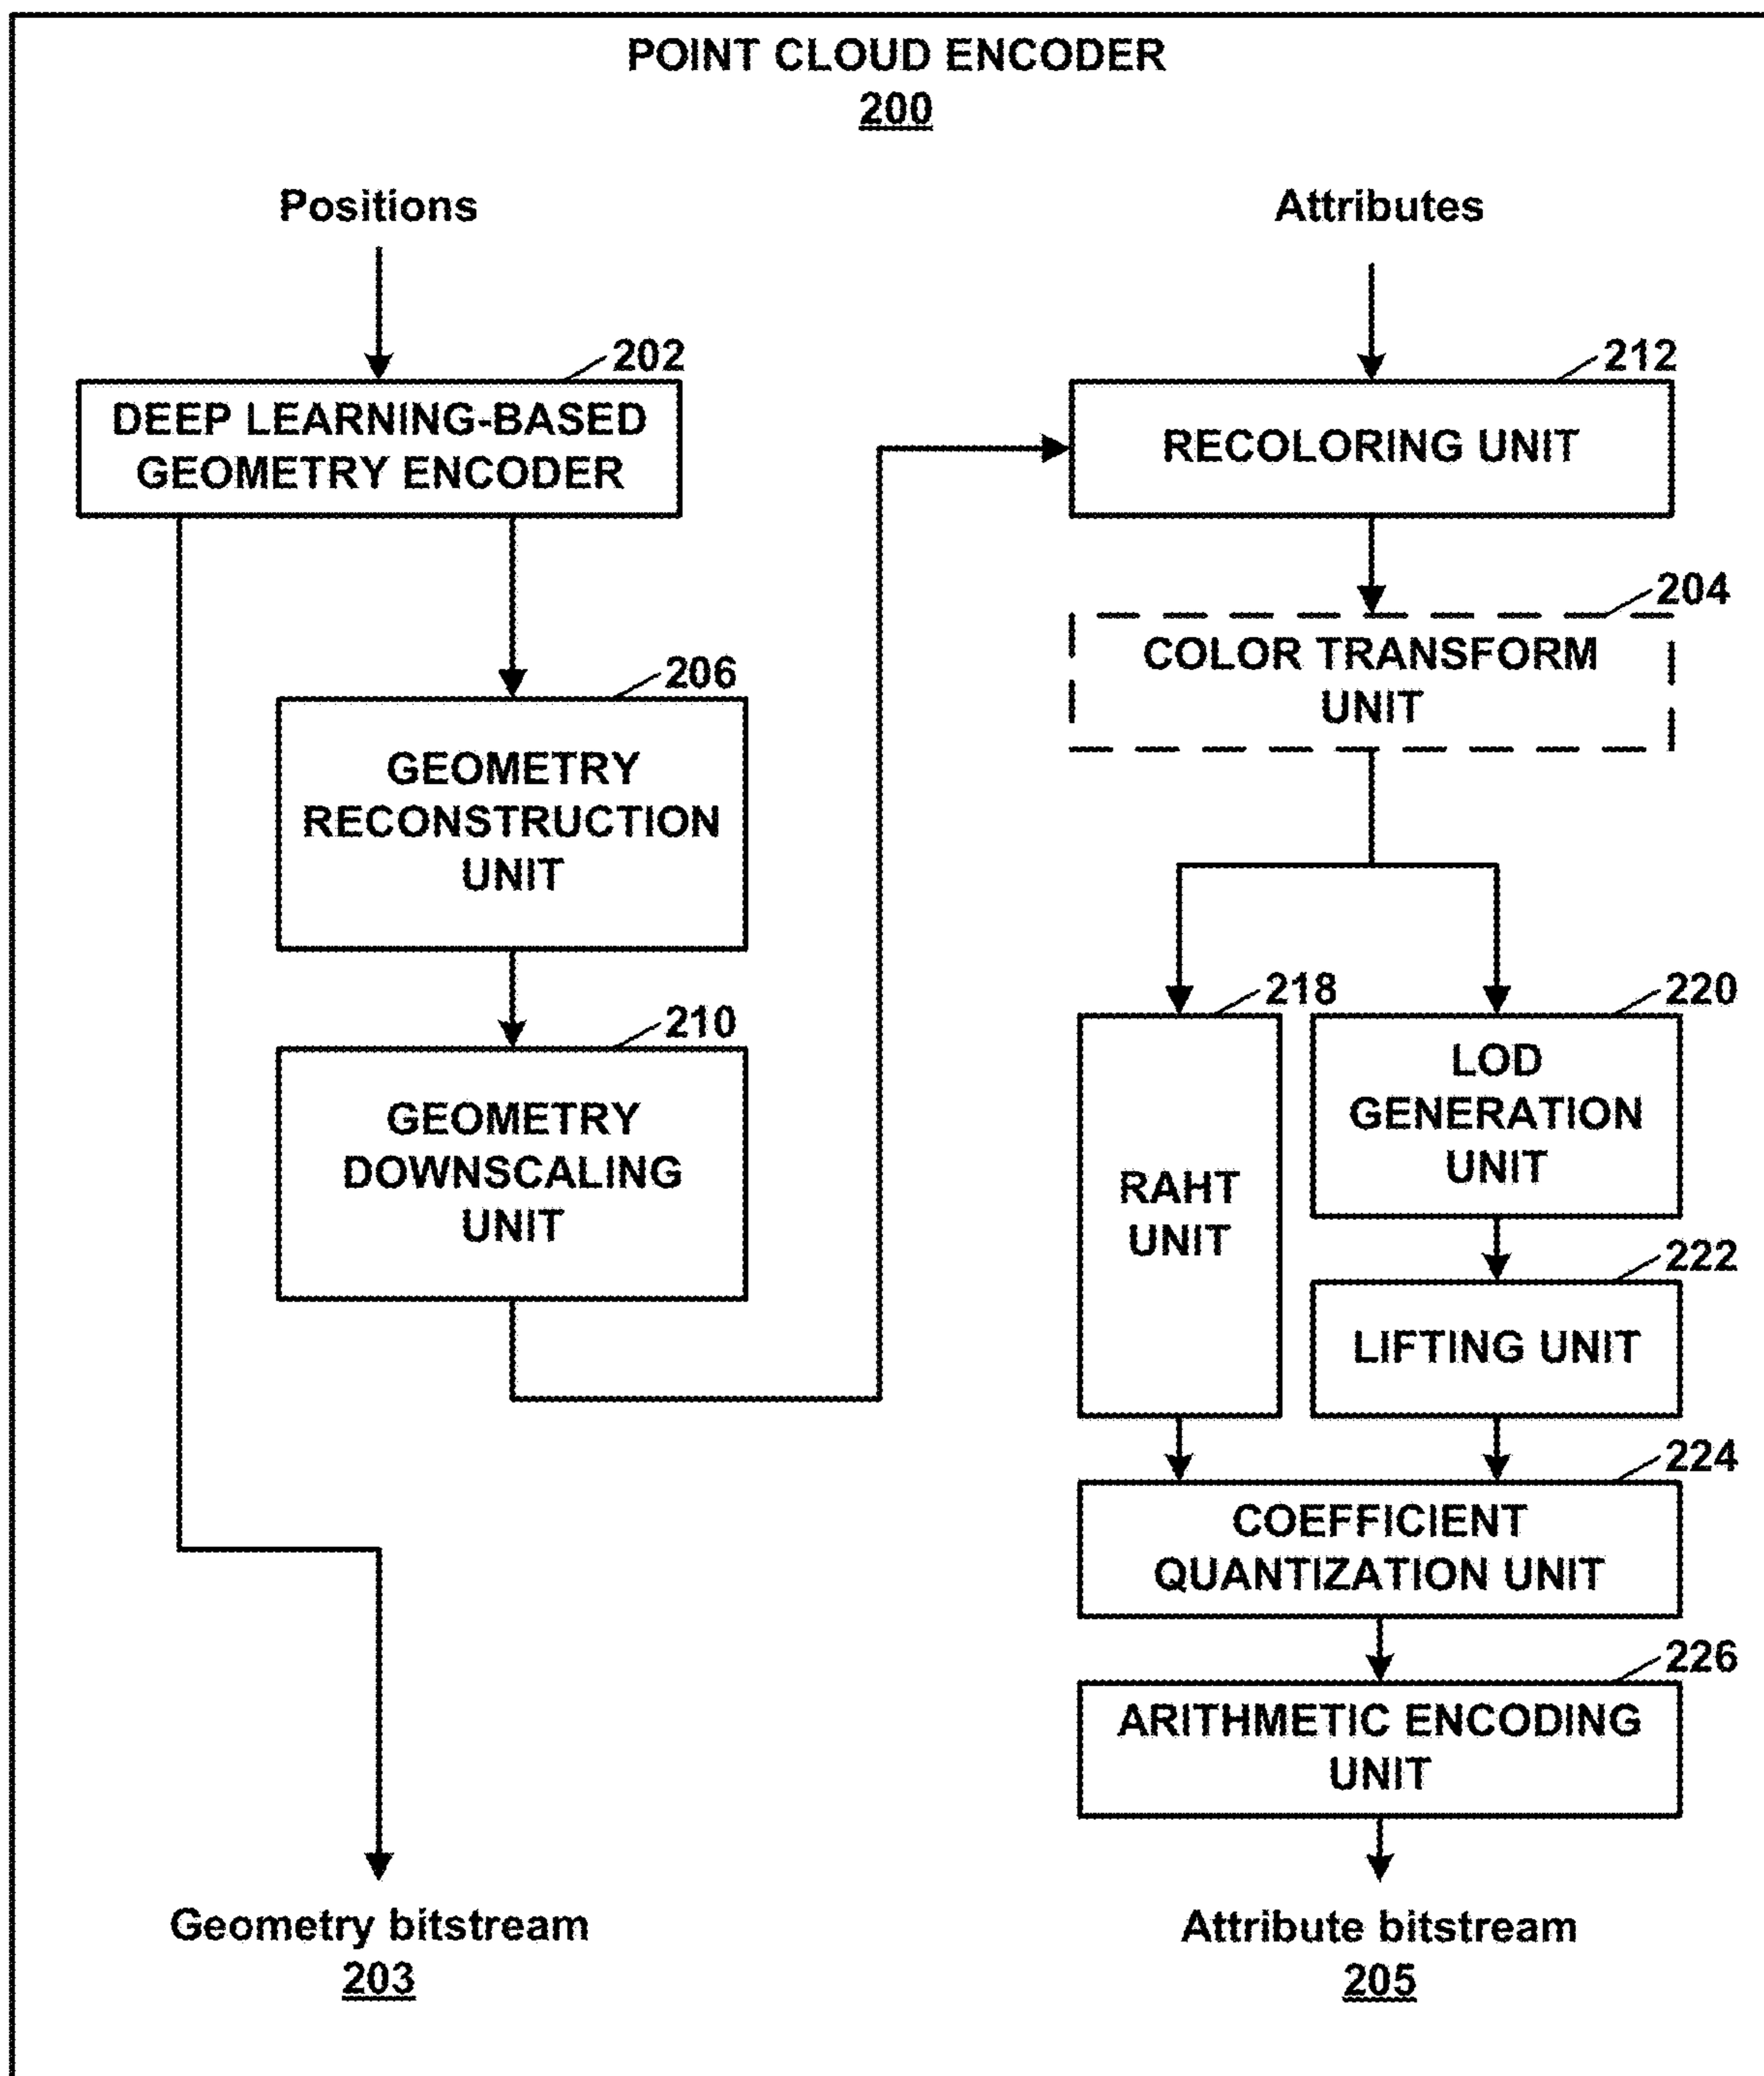 POINT CLOUD ENCODER
200
Positions
Attributes
202
DEEP LEARNING-BASED
GEOMETRY ENCODER
212
RECOLORING UNIT
204
COLOR TRANSFORM
UNIT
206
GEOMETRY
RECONSTRUCTION
UNIT
210
GEOMETRY
DOWNSCALING
UNIT
218
RAHT
UNIT
220
LOD
GENERATION
UNIT
222
LIFTING UNIT
224
COEFFICIENT
QUANTIZATION UNIT
226
ARITHMETIC ENCODING
UNIT
Geometry bitstream
203
Attribute bitstream
205